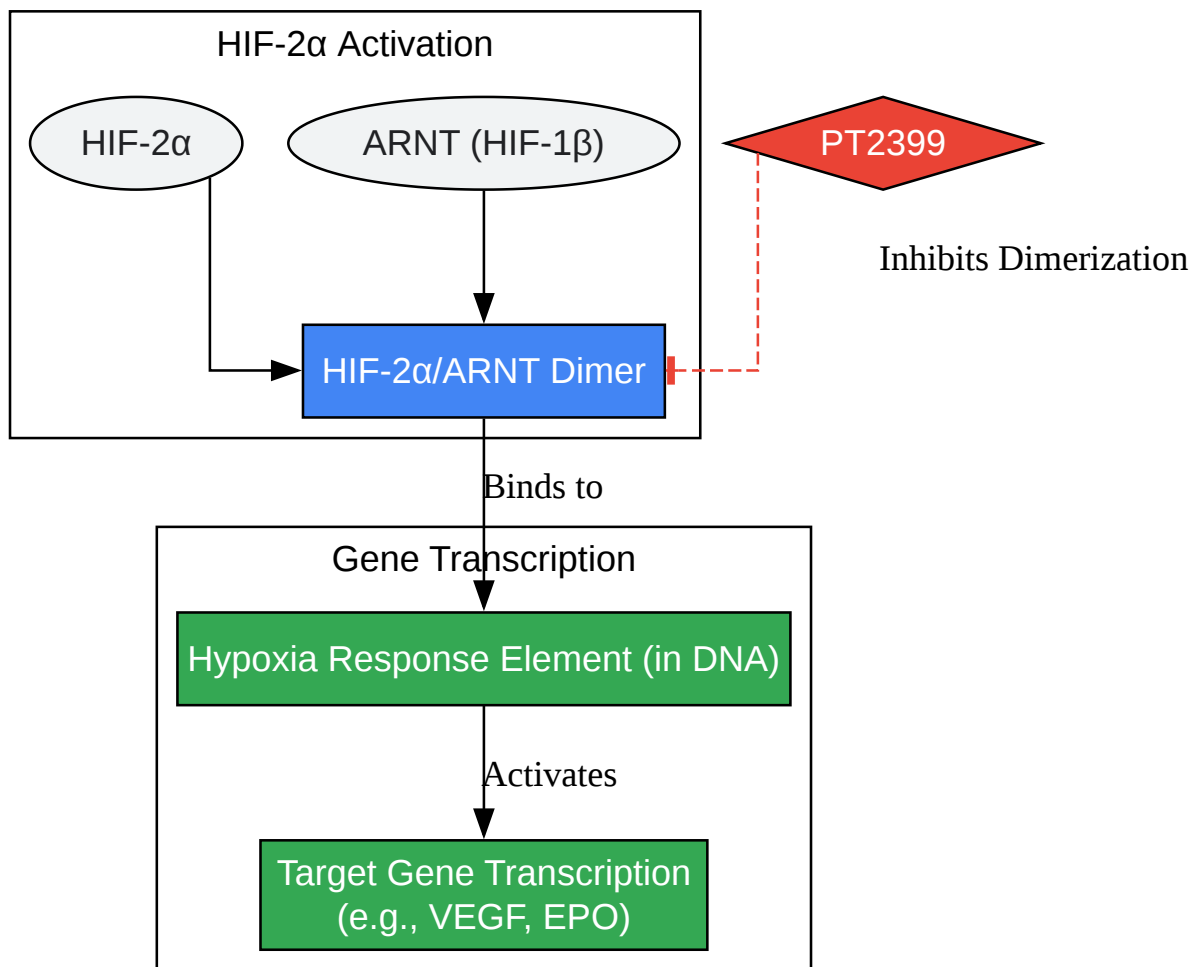 HIF-2α Activation
HIF-2α
ARNT (HIF-1β)
PT2399
Inhibits Dimerization
HIF-2α/ARNT Dimer
Binds to
Gene Transcription
Hypoxia Response Element (in DNA)
Activates
Target Gene Transcription
(e.g., VEGF, EPO)